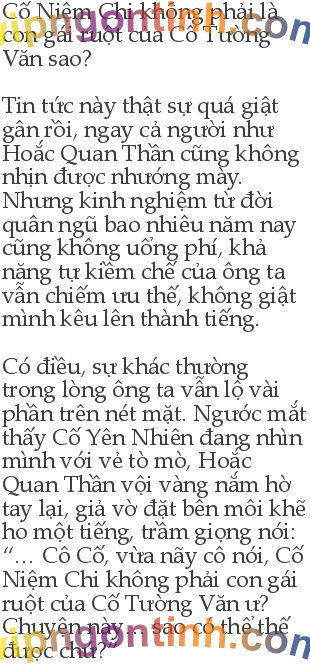 Cố Niệm Chi không phải là
con gái ruột của Cố Tường
Văn sao?
Tin tức này thật sự quá giật
gân rồi, ngay cả người như
Hoắc Quan Thần cũng không
nhịn được nhướng mày.
Nhưng kinh nghiệm từ đời
quân ngũ bao nhiêu năm nay
cũng không uổng phí, khả
năng tự kiềm chế của ông ta
vẫn chiếm ưu thế, không giật
mình kêu lên thành tiếng.
Có điều, sự khác thường
trong lòng ông ta vẫn lộ vài
phần trên nét mặt. Ngước mắt
thấy Cố Yên Nhiên đang nhìn
mình với vẻ tò mò, Hoắc
Quan Thần vội vàng nắm hờ
tay lại, giả vờ đặt bên môi khẽ
ho một tiếng, trầm giọng nói:
“… Cô Cố, vừa nãy cô nói, Cố
Niệm Chi không phải con gái
ruột của Cố Tường Văn ư?
Chuyện này… sao có thể thế
được chứ?
vipngontinh.com
vipngontinh.com